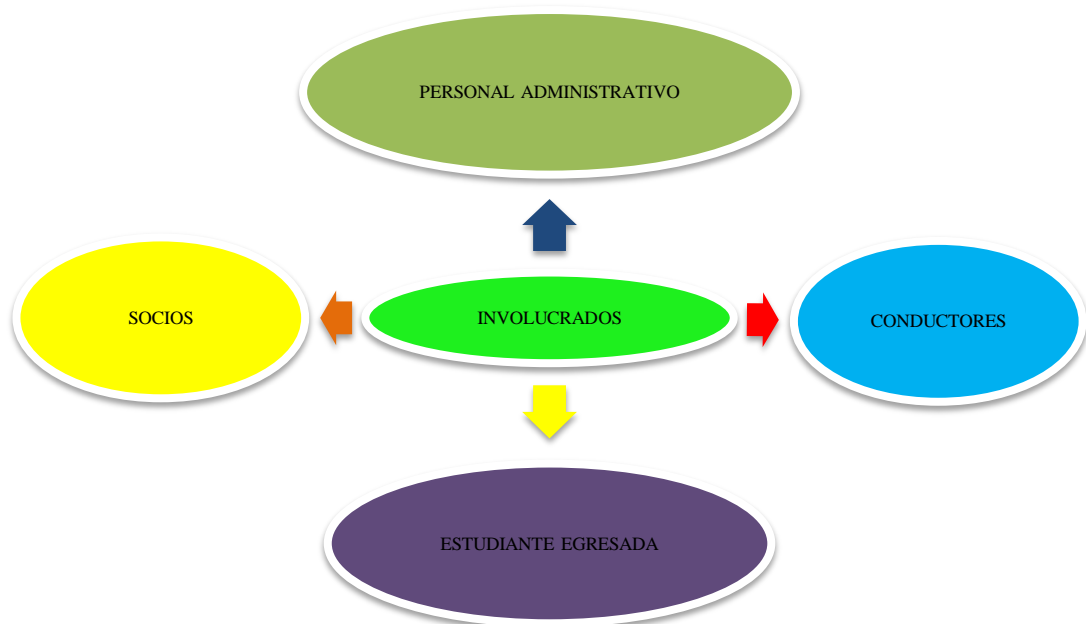 PERSONAL ADMINISTRATIVO
SOCIOS
INVOLUCRADOS
CONDUCTORES
ESTUDIANTE EGRESADA